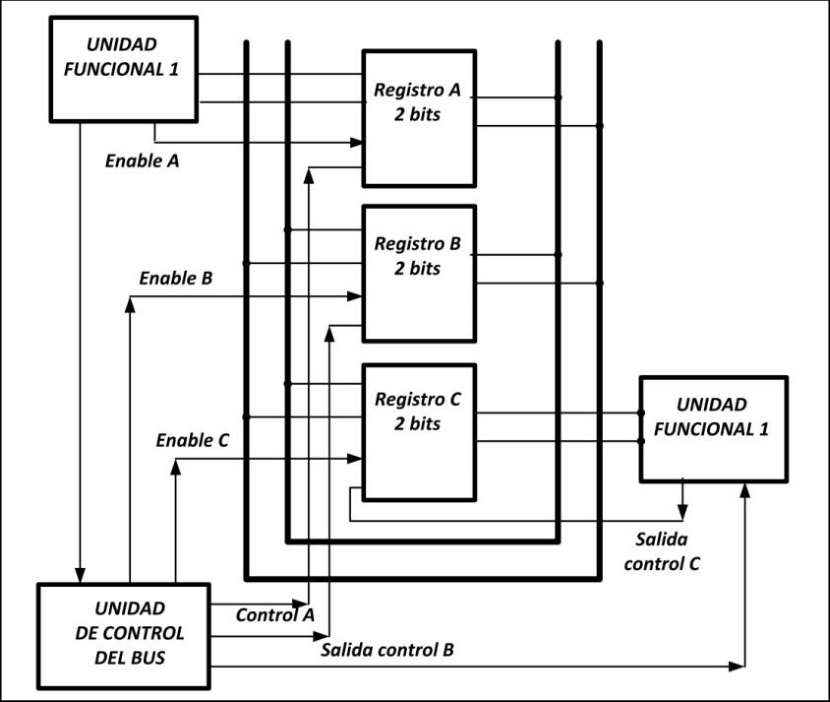 UNIDAD
FUNCIONAL 1
Registro A
2 bits
Enable A
Registro B
2 bits
Enable B
Registro C
2 bits
Enable C
UNIDAD
FUNCIONAL 1
Salida
control C
UNIDAD
DE CONTROL
DEL BUS
Control A
Salida control B